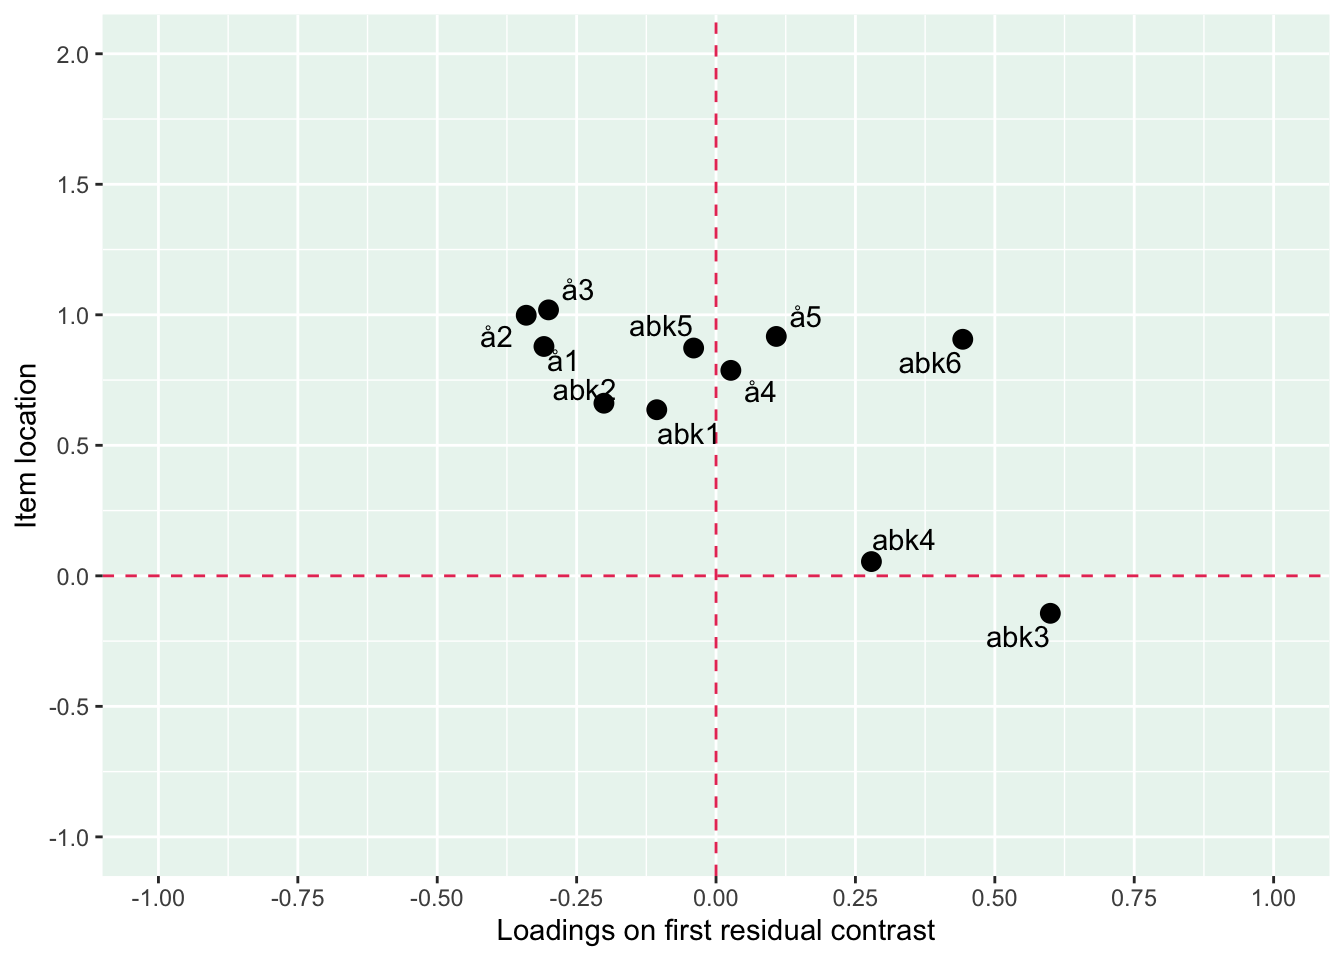 2.0
1.5
1.0
0.5
0.0
-0.5
-1.0
Item location
å3
å2
abk5
å5
å1
abk6
abk2
å4
abk1
abk4
abk3
-1.00 -0.75 -0.50 -0.25 0.00 0.25 0.50 0.75 1.00
Loadings on first residual contrast